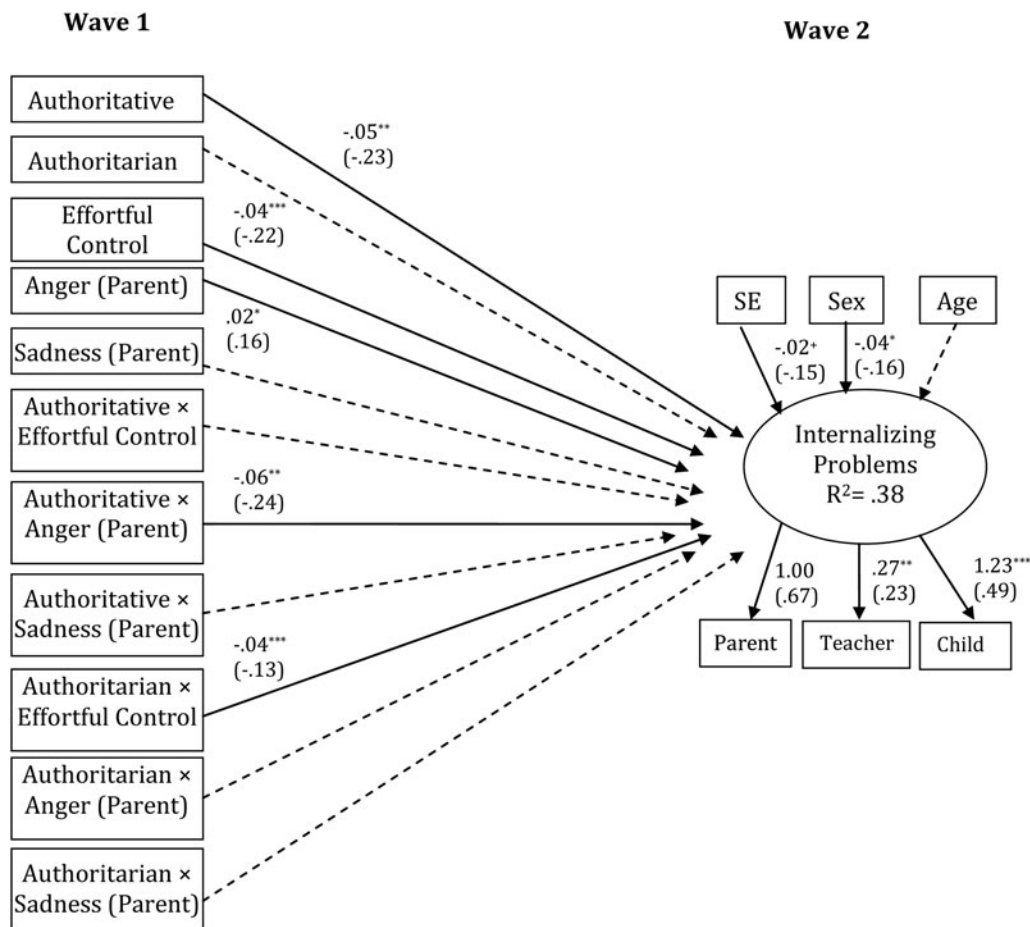 Wave 1
Wave 2
Authoritative
Authoritarian
Effortful
Control
Anger (Parent)
Sadness (Parent)
Authoritative ×
Effortful Control
Authoritative ×
Anger (Parent)
Authoritative ×
Sadness (Parent)
Authoritarian ×
Effortful Control
Authoritarian ×
Anger (Parent)
Authoritarian ×
Sadness (Parent)
-.05**
(-.23)
-.04***
(-.22)
.02*
(.16)
-.06**
(-.24)
-.04***
(-.13)
SE
Sex
Age
-.02+
(-.15)
-.04*
(-.16)
Internalizing
Problems
R²= .38
1.00
(.67)
.27**
(.23)
1.23***
(.49)
Parent
Teacher
Child